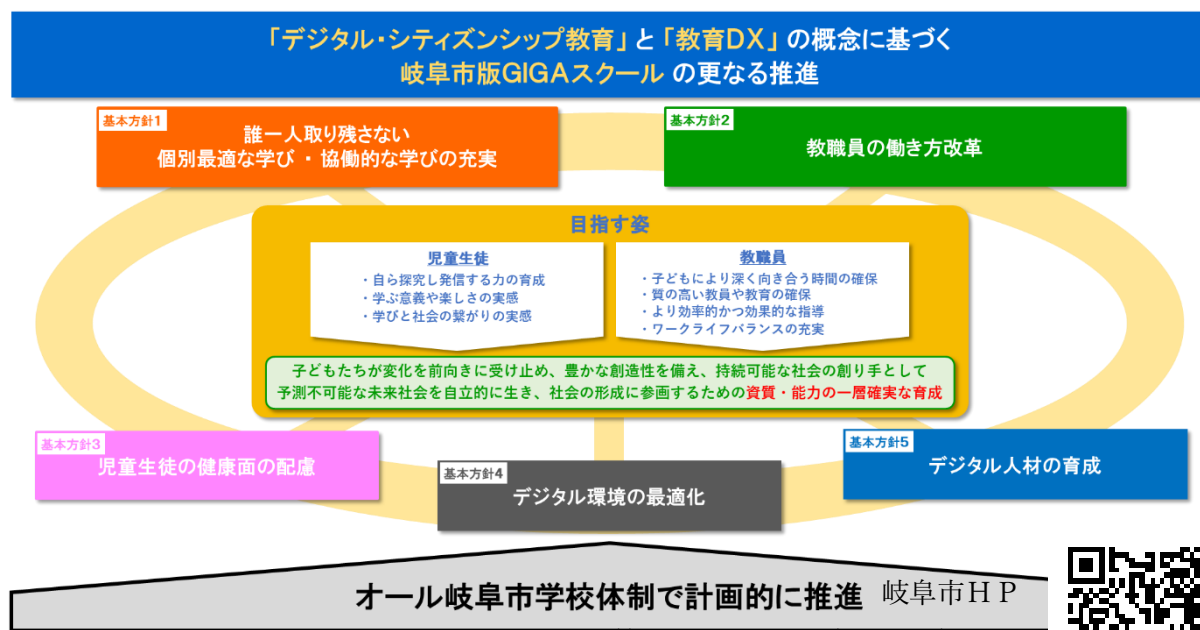 「デジタル・シティズンシップ教育」と「教育DX」の概念に基づく
岐阜市版GIGAスクール の更なる推進
基本方針1
誰一人取り残さない
個別最適な学び ・ 協働的な学びの充実
基本方針2
教職員の働き方改革
目指す姿
児童生徒
・自ら探究し発信する力の育成
・学ぶ意義や楽しさの実感
・学びと社会の繋がりの実感
教職員
・子どもにより深く向き合う時間の確保
・質の高い教員や教育の確保
・より効率的かつ効果的な指導
・ワークライフバランスの充実
子どもたちが変化を前向きに受け止め、豊かな創造性を備え、持続可能な社会の創り手として
予測不可能な未来社会を自立的に生き、社会の形成に参画するための資質・能力の一層確実な育成
基本方針3
児童生徒の健康面の配慮
基本方針4
デジタル環境の最適化
基本方針5
デジタル人材の育成
オール岐阜市学校体制で計画的に推進
岐阜市ＨＰ